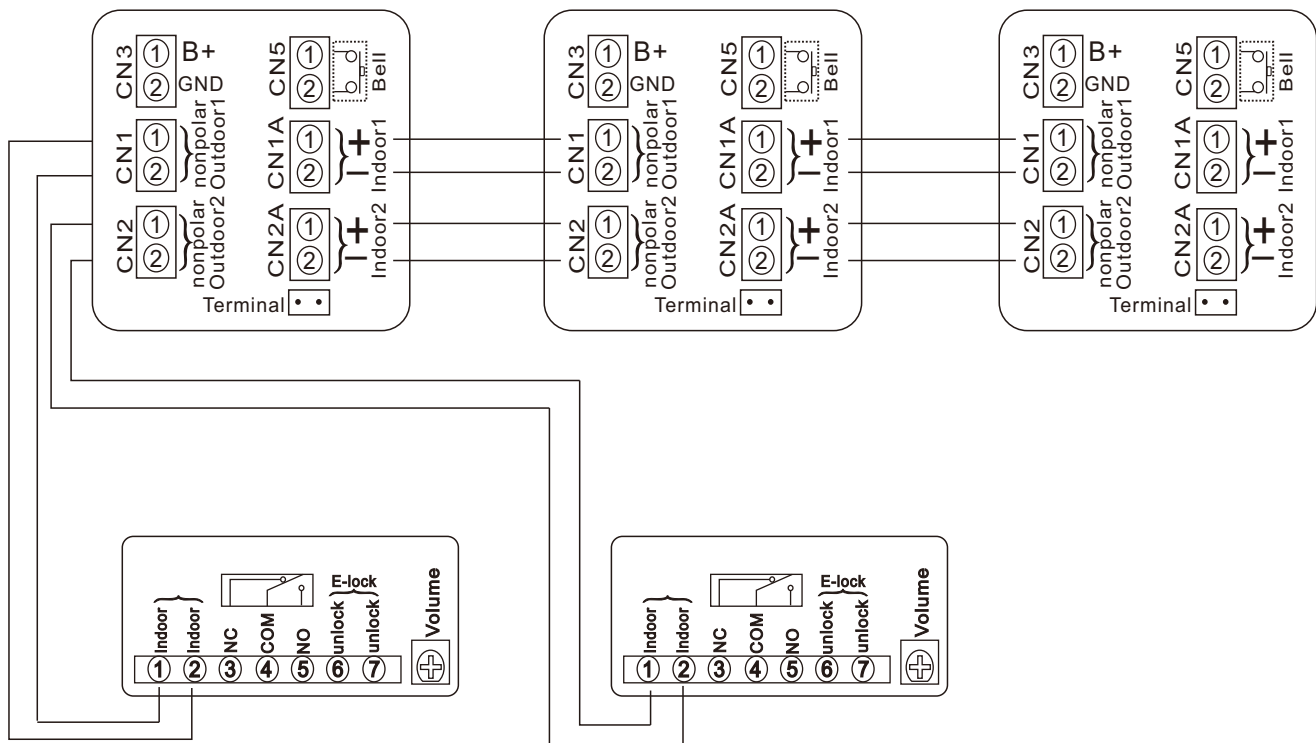 CN3 1 B+
2 GND
CN5 1
2 Bell
CN1 1
2 nonpolar
Outdoor1
CN1A 1 +
2 − Indoor1
CN2 1
2 nonpolar
Outdoor2
CN2A 1 +
2 − Indoor2
Terminal
CN3 1 B+
2 GND
CN5 1
2 Bell
CN1 1
2 nonpolar
Outdoor1
CN1A 1 +
2 − Indoor1
CN2 1
2 nonpolar
Outdoor2
CN2A 1 +
2 − Indoor2
Terminal
CN3 1 B+
2 GND
CN5 1
2 Bell
CN1 1
2 nonpolar
Outdoor1
CN1A 1 +
2 − Indoor1
CN2 1
2 nonpolar
Outdoor2
CN2A 1 +
2 − Indoor2
Terminal
E-lock
Indoor Indoor NC COM NO unlock unlock Volume
1 2 3 4 5 6 7
E-lock
Indoor Indoor NC COM NO unlock unlock Volume
1 2 3 4 5 6 7